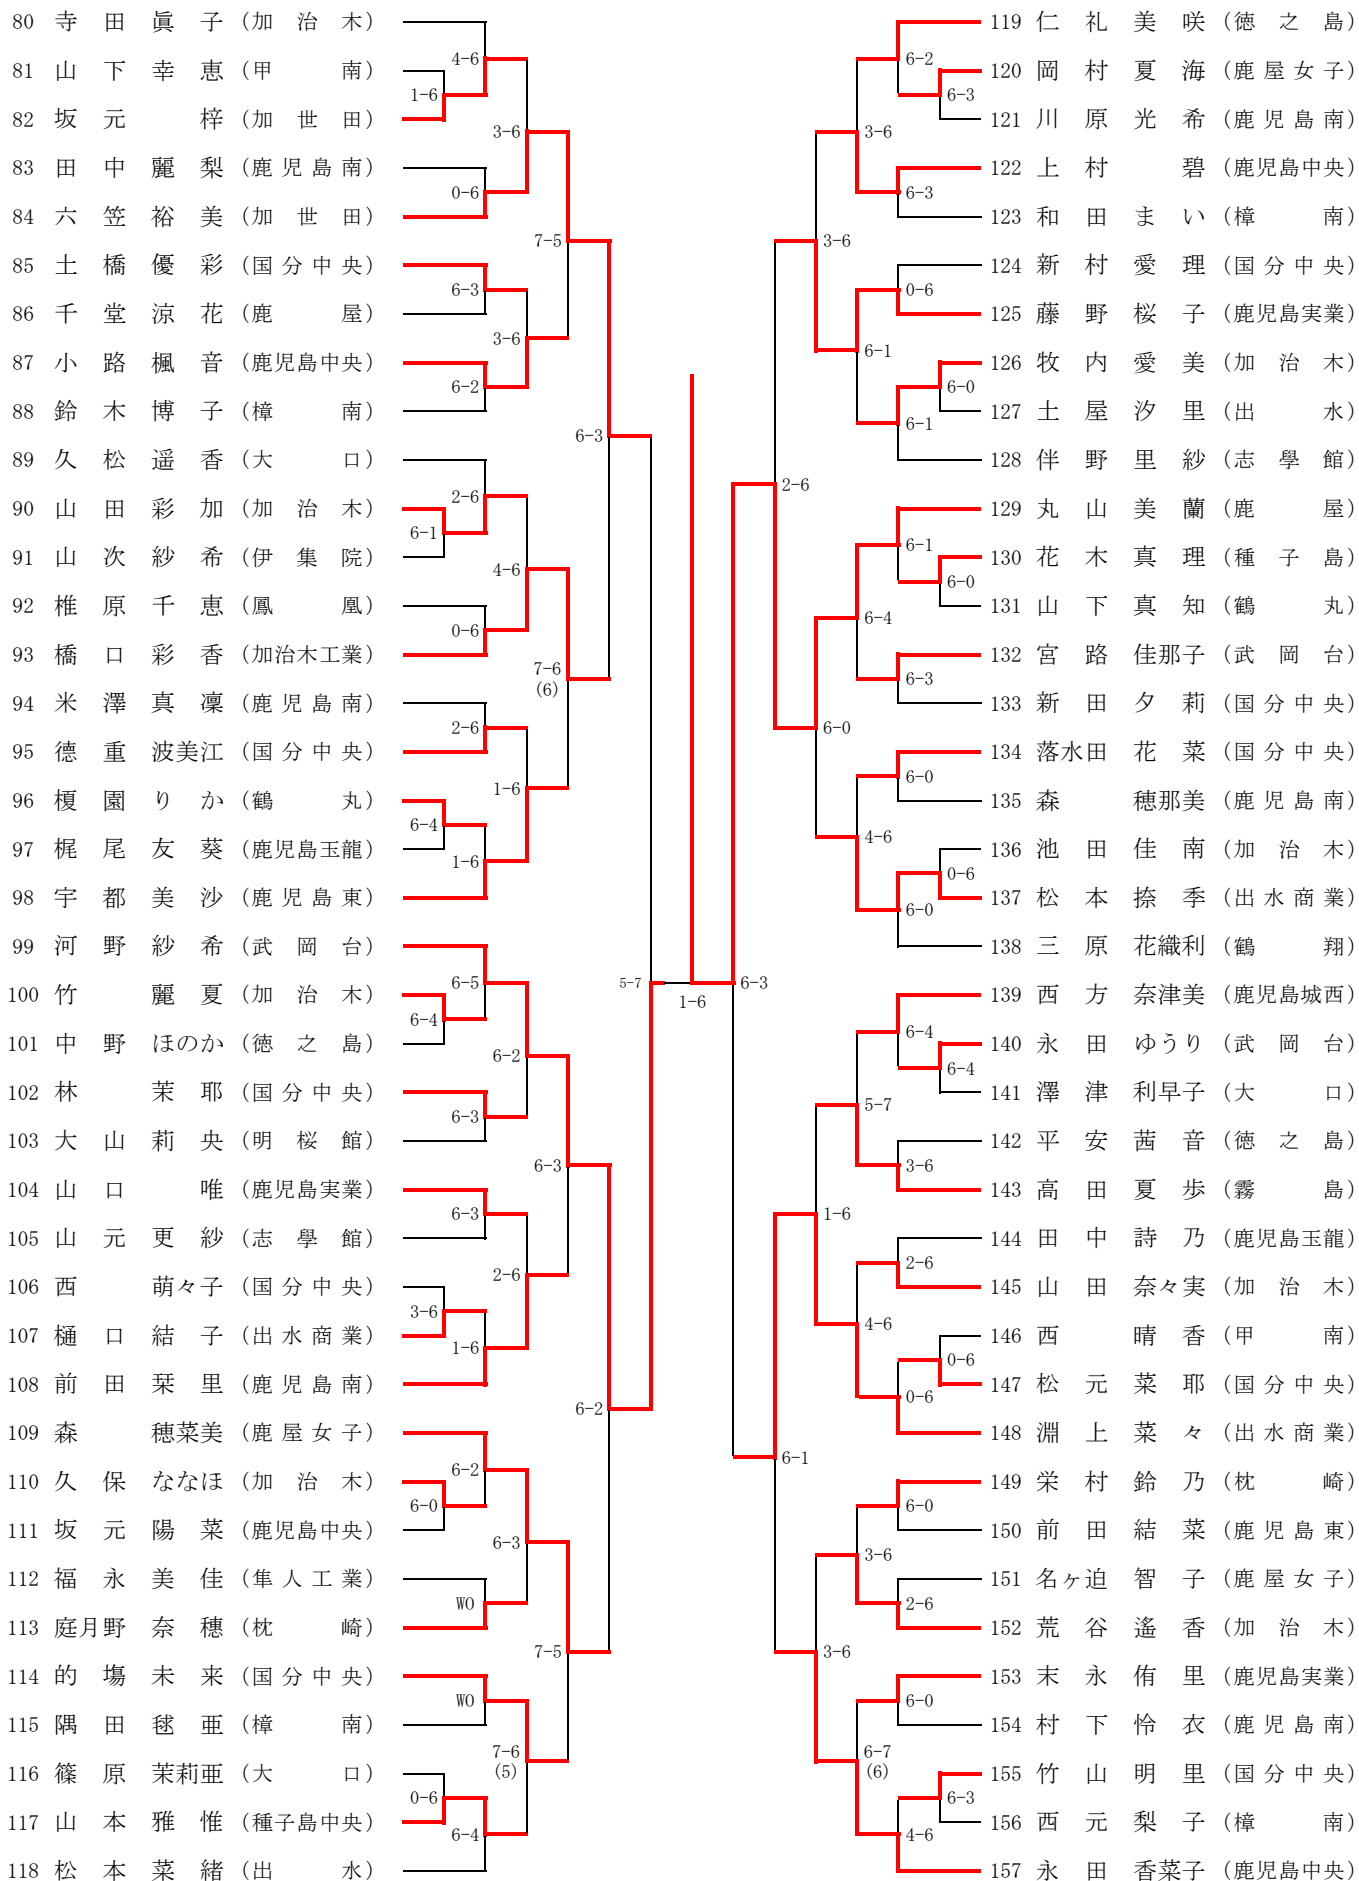 80 寺田眞子 (加治木)
81 山下幸恵 (甲南)
82 坂元梓 (加世田)
83 田中麗梨 (鹿児島南)
84 六笠裕美 (加世田)
85 土橋優彩 (国分中央)
86 千堂涼花 (鹿屋)
87 小路楓音 (鹿児島中央)
88 鈴木博子 (樟南)
89 久松遥香 (大口)
90 山田彩加 (加治木)
91 山次紗希 (伊集院)
92 椎原千恵 (鳳凰)
93 橋口彩香 (加治木工業)
94 米澤真凜 (鹿児島南)
95 德重波美江 (国分中央)
96 榎園りか (鶴丸)
97 梶尾友葵 (鹿児島玉龍)
98 宇都美沙 (鹿児島東)
99 河野紗希 (武岡台)
100 竹麗夏 (加治木)
101 中野ほのか (徳之島)
102 林茉耶 (国分中央)
103 大山莉央 (明桜館)
104 山口唯 (鹿児島実業)
105 山元更紗 (志學館)
106 西萌々子 (国分中央)
107 樋口結子 (出水商業)
108 前田栞里 (鹿児島南)
109 森穂菜美 (鹿屋女子)
110 久保ななほ (加治木)
111 坂元陽菜 (鹿児島中央)
112 福永美佳 (隼人工業)
113 庭月野奈穂 (枕崎)
114 的場未来 (国分中央)
115 隅田毬亜 (樟南)
116 篠原茉莉亜 (大口)
117 山本雅惟 (種子島中央)
118 松本菜緒 (出水)
4-6
1-6
3-6
0-6
7-5
6-3
3-6
6-2
6-3
2-6
6-1
4-6
0-6
7-6
(6)
2-6
1-6
6-4
1-6
5-7
6-5
6-4
6-2
6-3
6-3
6-3
2-6
3-6
1-6
6-2
6-2
6-0
6-3
WO
7-5
WO
7-6
(5)
0-6
6-4
1-6
6-3
6-2
6-3
3-6
6-3
3-6
0-6
6-1
6-0
6-1
2-6
6-1
6-0
6-4
6-3
6-0
6-0
4-6
0-6
6-0
6-4
6-4
5-7
3-6
1-6
2-6
4-6
0-6
0-6
6-1
6-0
3-6
2-6
3-6
6-0
6-7
(6)
6-3
4-6
119 仁礼美咲 (徳之島)
120 岡村夏海 (鹿屋女子)
121 川原光希 (鹿児島南)
122 上村碧 (鹿児島中央)
123 和田まい (樟南)
124 新村愛理 (国分中央)
125 藤野桜子 (鹿児島実業)
126 牧内愛美 (加治木)
127 土屋汐里 (出水)
128 伴野里紗 (志學館)
129 丸山美蘭 (鹿屋)
130 花木真理 (種子島)
131 山下真知 (鶴丸)
132 宮路佳那子 (武岡台)
133 新田夕莉 (国分中央)
134 落水田花菜 (国分中央)
135 森穂那美 (鹿児島南)
136 池田佳南 (加治木)
137 松本捺季 (出水商業)
138 三原花織利 (鶴翔)
139 西方奈津美 (鹿児島城西)
140 永田ゆうり (武岡台)
141 澤津利早子 (大口)
142 平安茜音 (徳之島)
143 高田夏歩 (霧島)
144 田中詩乃 (鹿児島玉龍)
145 山田奈々実 (加治木)
146 西晴香 (甲南)
147 松元菜耶 (国分中央)
148 淵上菜々 (出水商業)
149 栄村鈴乃 (枕崎)
150 前田結菜 (鹿児島東)
151 名ヶ迫智子 (鹿屋女子)
152 荒谷遙香 (加治木)
153 末永侑里 (鹿児島実業)
154 村下怜衣 (鹿児島南)
155 竹山明里 (国分中央)
156 西元梨子 (樟南)
157 永田香菜子 (鹿児島中央)